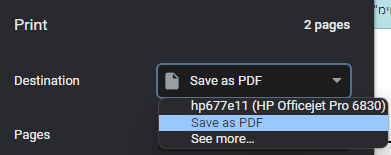 Print 2 pages
Destination Save as PDF
hp677e11 (HP Officejet Pro 6830)
Save as PDF
See more...
Pages